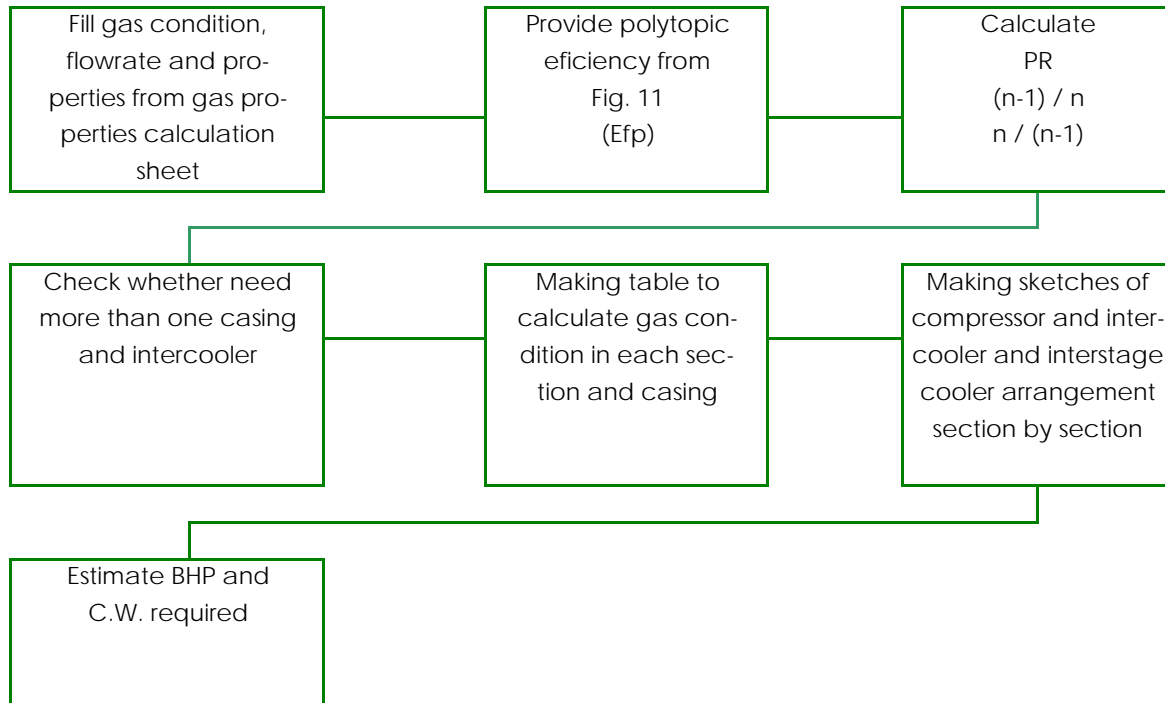 Fill gas condition,
flowrate and pro-
perties from gas pro-
perties calculation
sheet
Provide polytopic
eficiency from
Fig. 11
(Efp)
Calculate
PR
(n-1) / n
n / (n-1)
Check whether need
more than one casing
and intercooler
Making table to
calculate gas con-
dition in each sec-
tion and casing
Making sketches of
compressor and inter-
cooler and interstage
cooler arrangement
section by section
Estimate BHP and
C.W. required